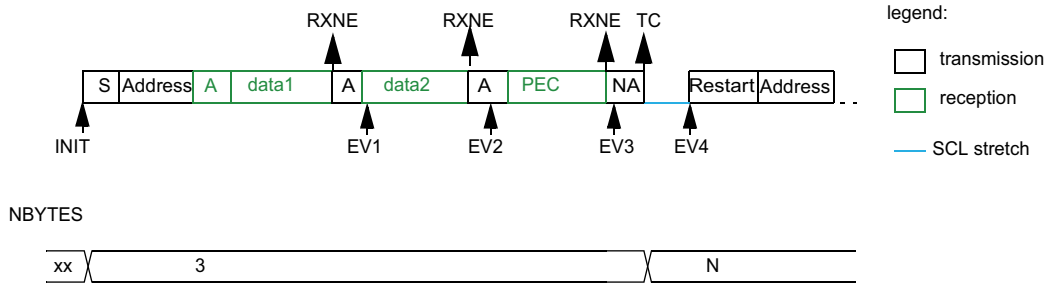 RXNE RXNE RXNE TC
legend:
transmission
reception
SCL stretch
S Address A data1 A data2 A PEC NA Restart Address
INIT EV1 EV2 EV3 EV4
NBYTES
xx 3 N